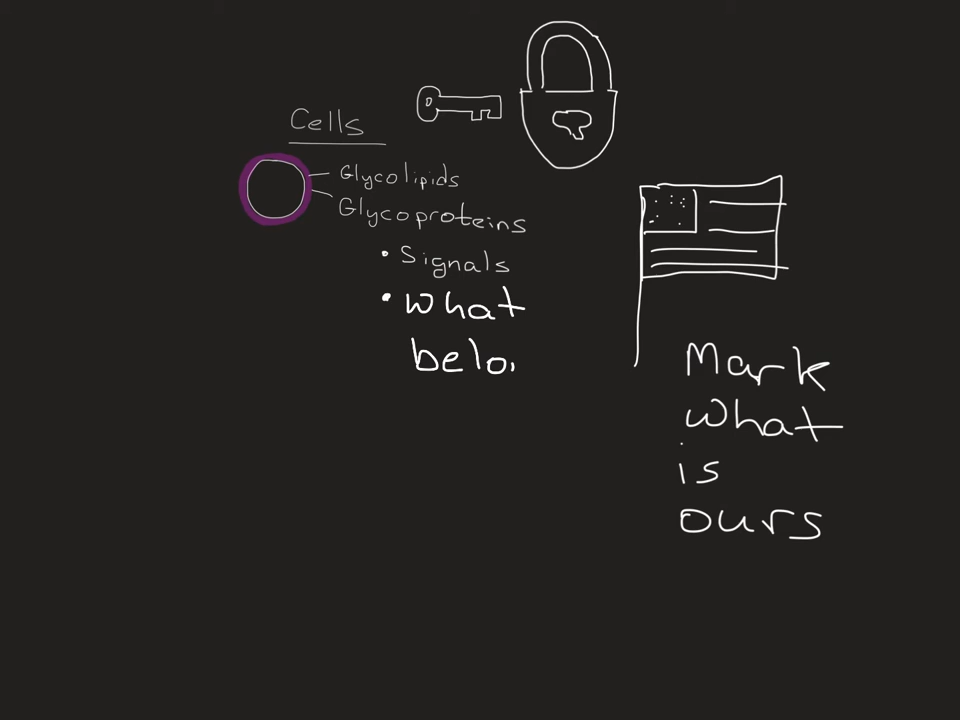 Cells
Glycolipids
Glycoproteins
• Signals
• what
Mark
what
is
ours